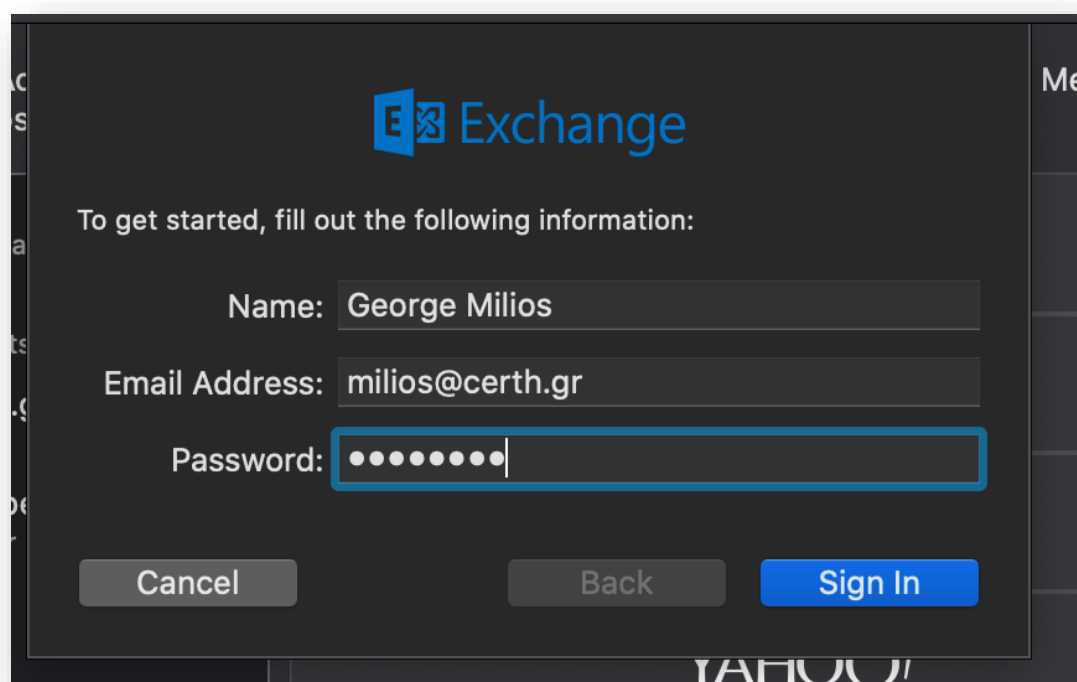 Exchange
Me
To get started, fill out the following information:
Name: George Milios
Email Address: milios@certh.gr
Password: ••••••••
Cancel
Back
Sign In
YAHOO!